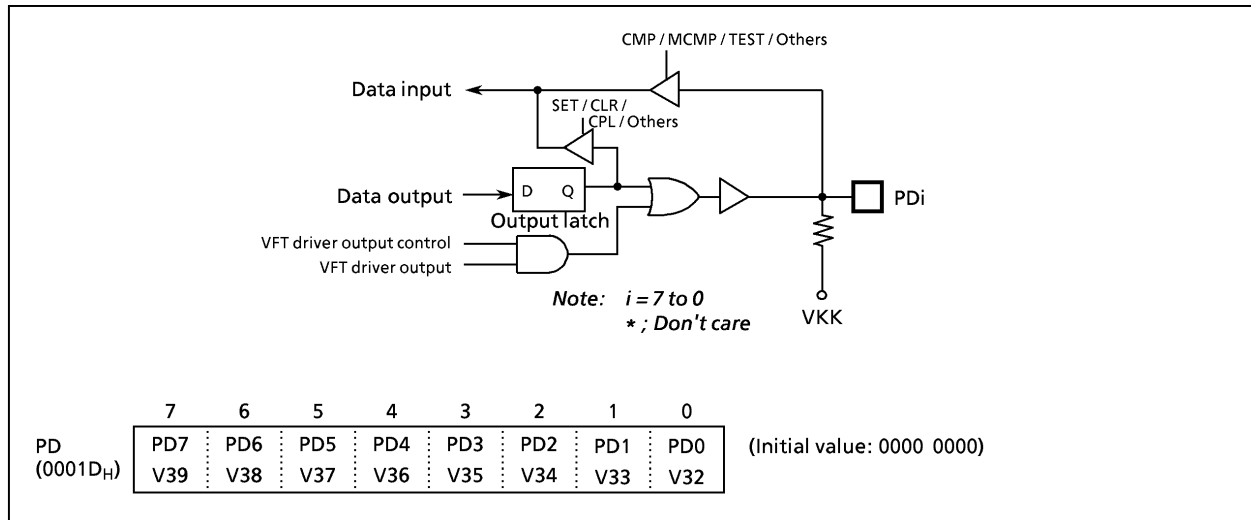 CMP / MCMP / TEST / Others
Data input
SET / CLR /
CPL / Others
Data output
D Q
Output latch
PDi
VFT driver output control
VFT driver output
Note: i = 7 to 0
* ; Don't care
VKK
7 6 5 4 3 2 1 0
PD PD7 PD6 PD5 PD4 PD3 PD2 PD1 PD0 (Initial value: 0000 0000)
(0001DH) V39 V38 V37 V36 V35 V34 V33 V32